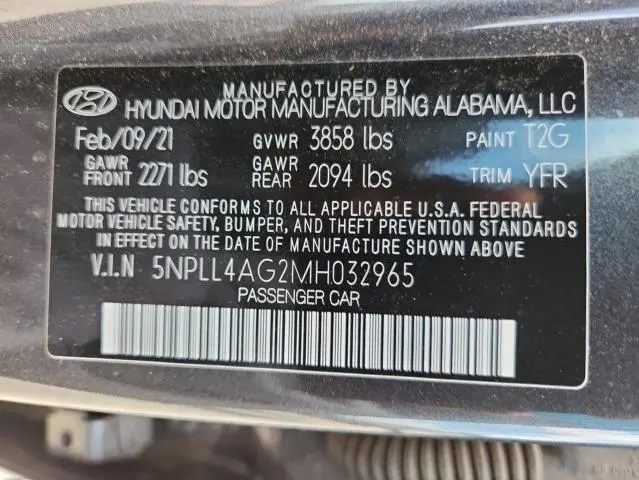 MANUFACTURED BY
HYUNDAI MOTOR MANUFACTURING ALABAMA, LLC
Feb/09/21 GVWR 3858 lbs PAINT T2G
GAWR FRONT 2271 lbs GAWR REAR 2094 lbs TRIM YFR
THIS VEHICLE CONFORMS TO ALL APPLICABLE U.S.A. FEDERAL
MOTOR VEHICLE SAFETY, BUMPER, AND THEFT PREVENTION STANDARDS
IN EFFECT ON THE DATE OF MANUFACTURE SHOWN ABOVE
V.I.N 5NPLL4AG2MH032965
PASSENGER CAR